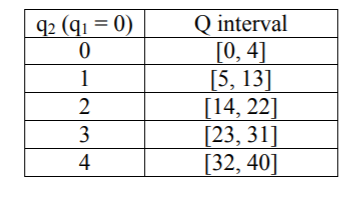 q₂ (q₁ = 0) Q interval
0 [0, 4]
1 [5, 13]
2 [14, 22]
3 [23, 31]
4 [32, 40]